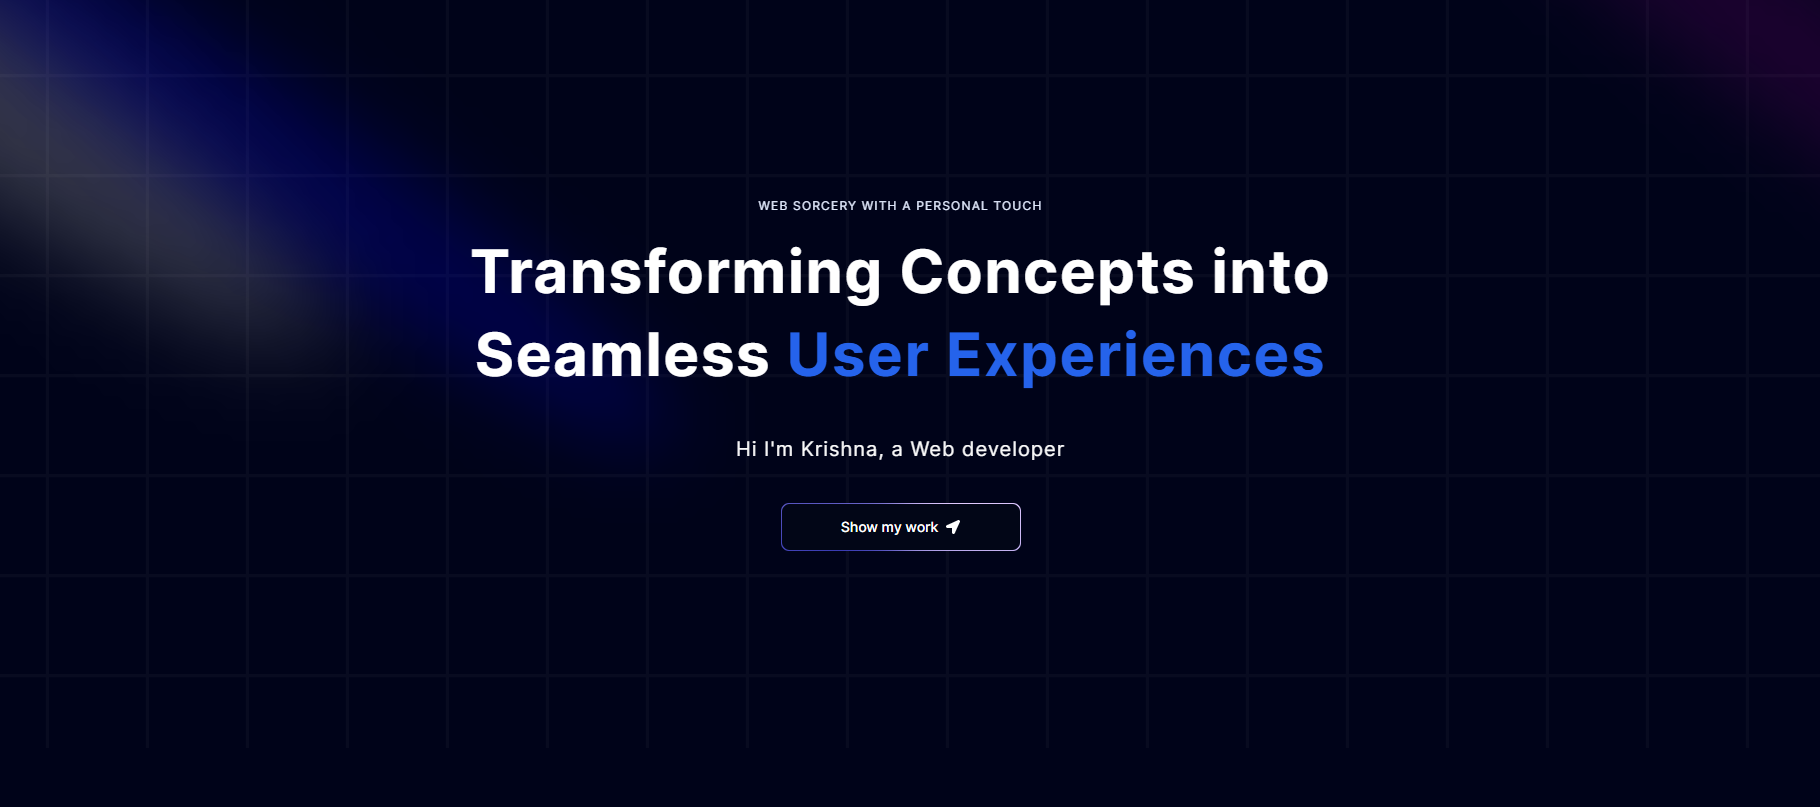 WEB SORCERY WITH A PERSONAL TOUCH
Transforming Concepts into
Seamless User Experiences
Hi I'm Krishna, a Web developer
Show my work